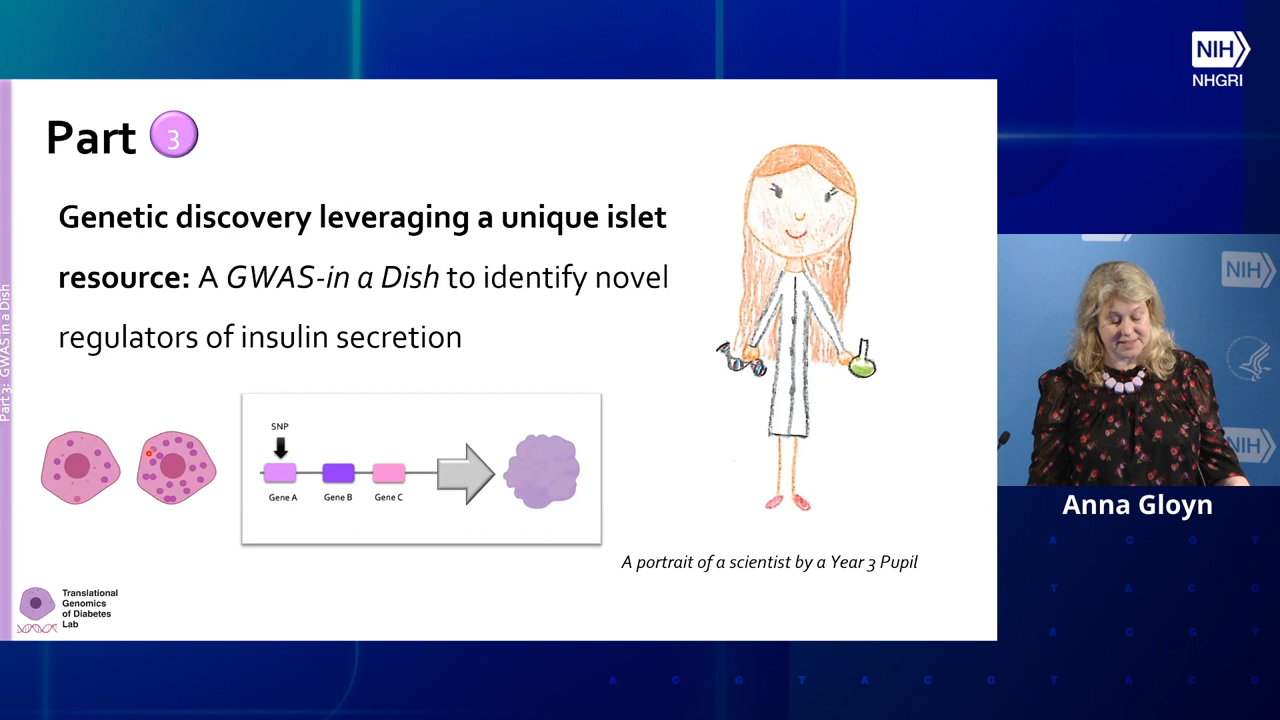 NIH
NHGRI
Part 3
Genetic discovery leveraging a unique islet
resource: A GWAS-in a Dish to identify novel
regulators of insulin secretion
Part 3: GWAS in a Dish
SNP
Gene A
Gene B
Gene C
A portrait of a scientist by a Year 3 Pupil
Translational
Genomics
of Diabetes
Lab
NIH
NIH
Anna Gloyn
A C G T
T A C G
A C G T
A C G T A C G T A C G